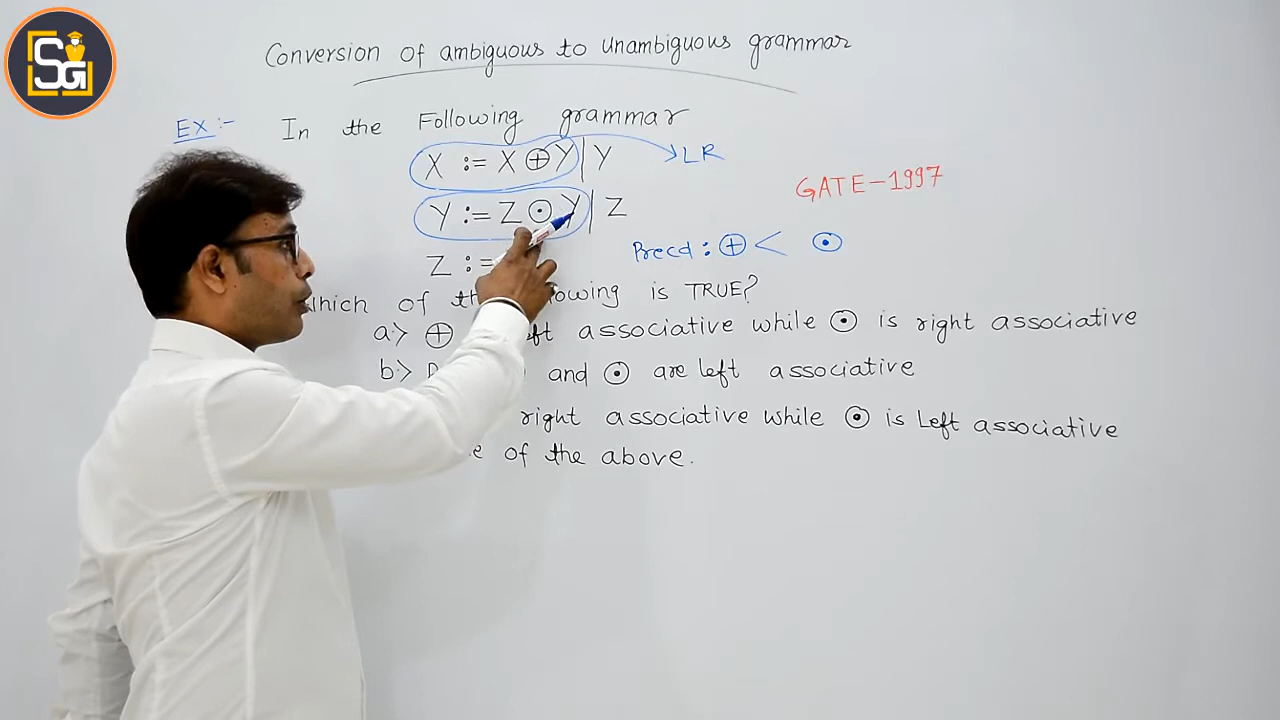 SG
Conversion of ambiguous to unambiguous grammar
EX:- In the Following grammar
X := X ⊕ Y | Y → LR
GATE-1997
Y := Z ⊙ Y | Z
Precd : ⊕ < ⊙
Z :=
which of the following is TRUE?
a:> ⊕ left associative while ⊙ is right associative
b:> and ⊙ are left associative
right associative while ⊙ is Left associative
of the above.